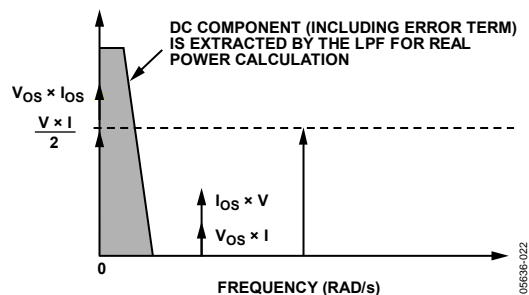 DC COMPONENT (INCLUDING ERROR TERM)
IS EXTRACTED BY THE LPF FOR REAL
POWER CALCULATION
VOS × IOS
V × I
2
IOS × V
VOS × I
0
FREQUENCY (RAD/s)
05636-022